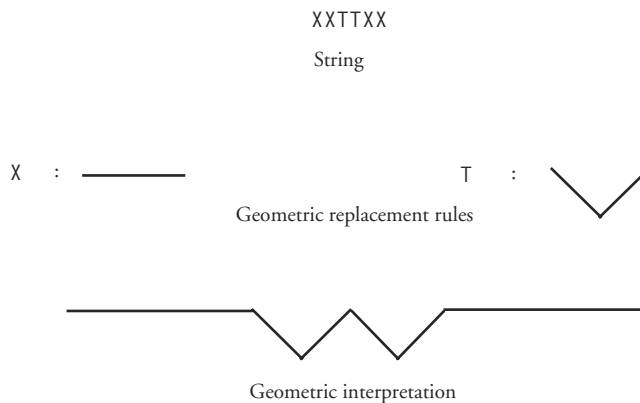 XXTTXX
String
X : T :
Geometric replacement rules
Geometric interpretation